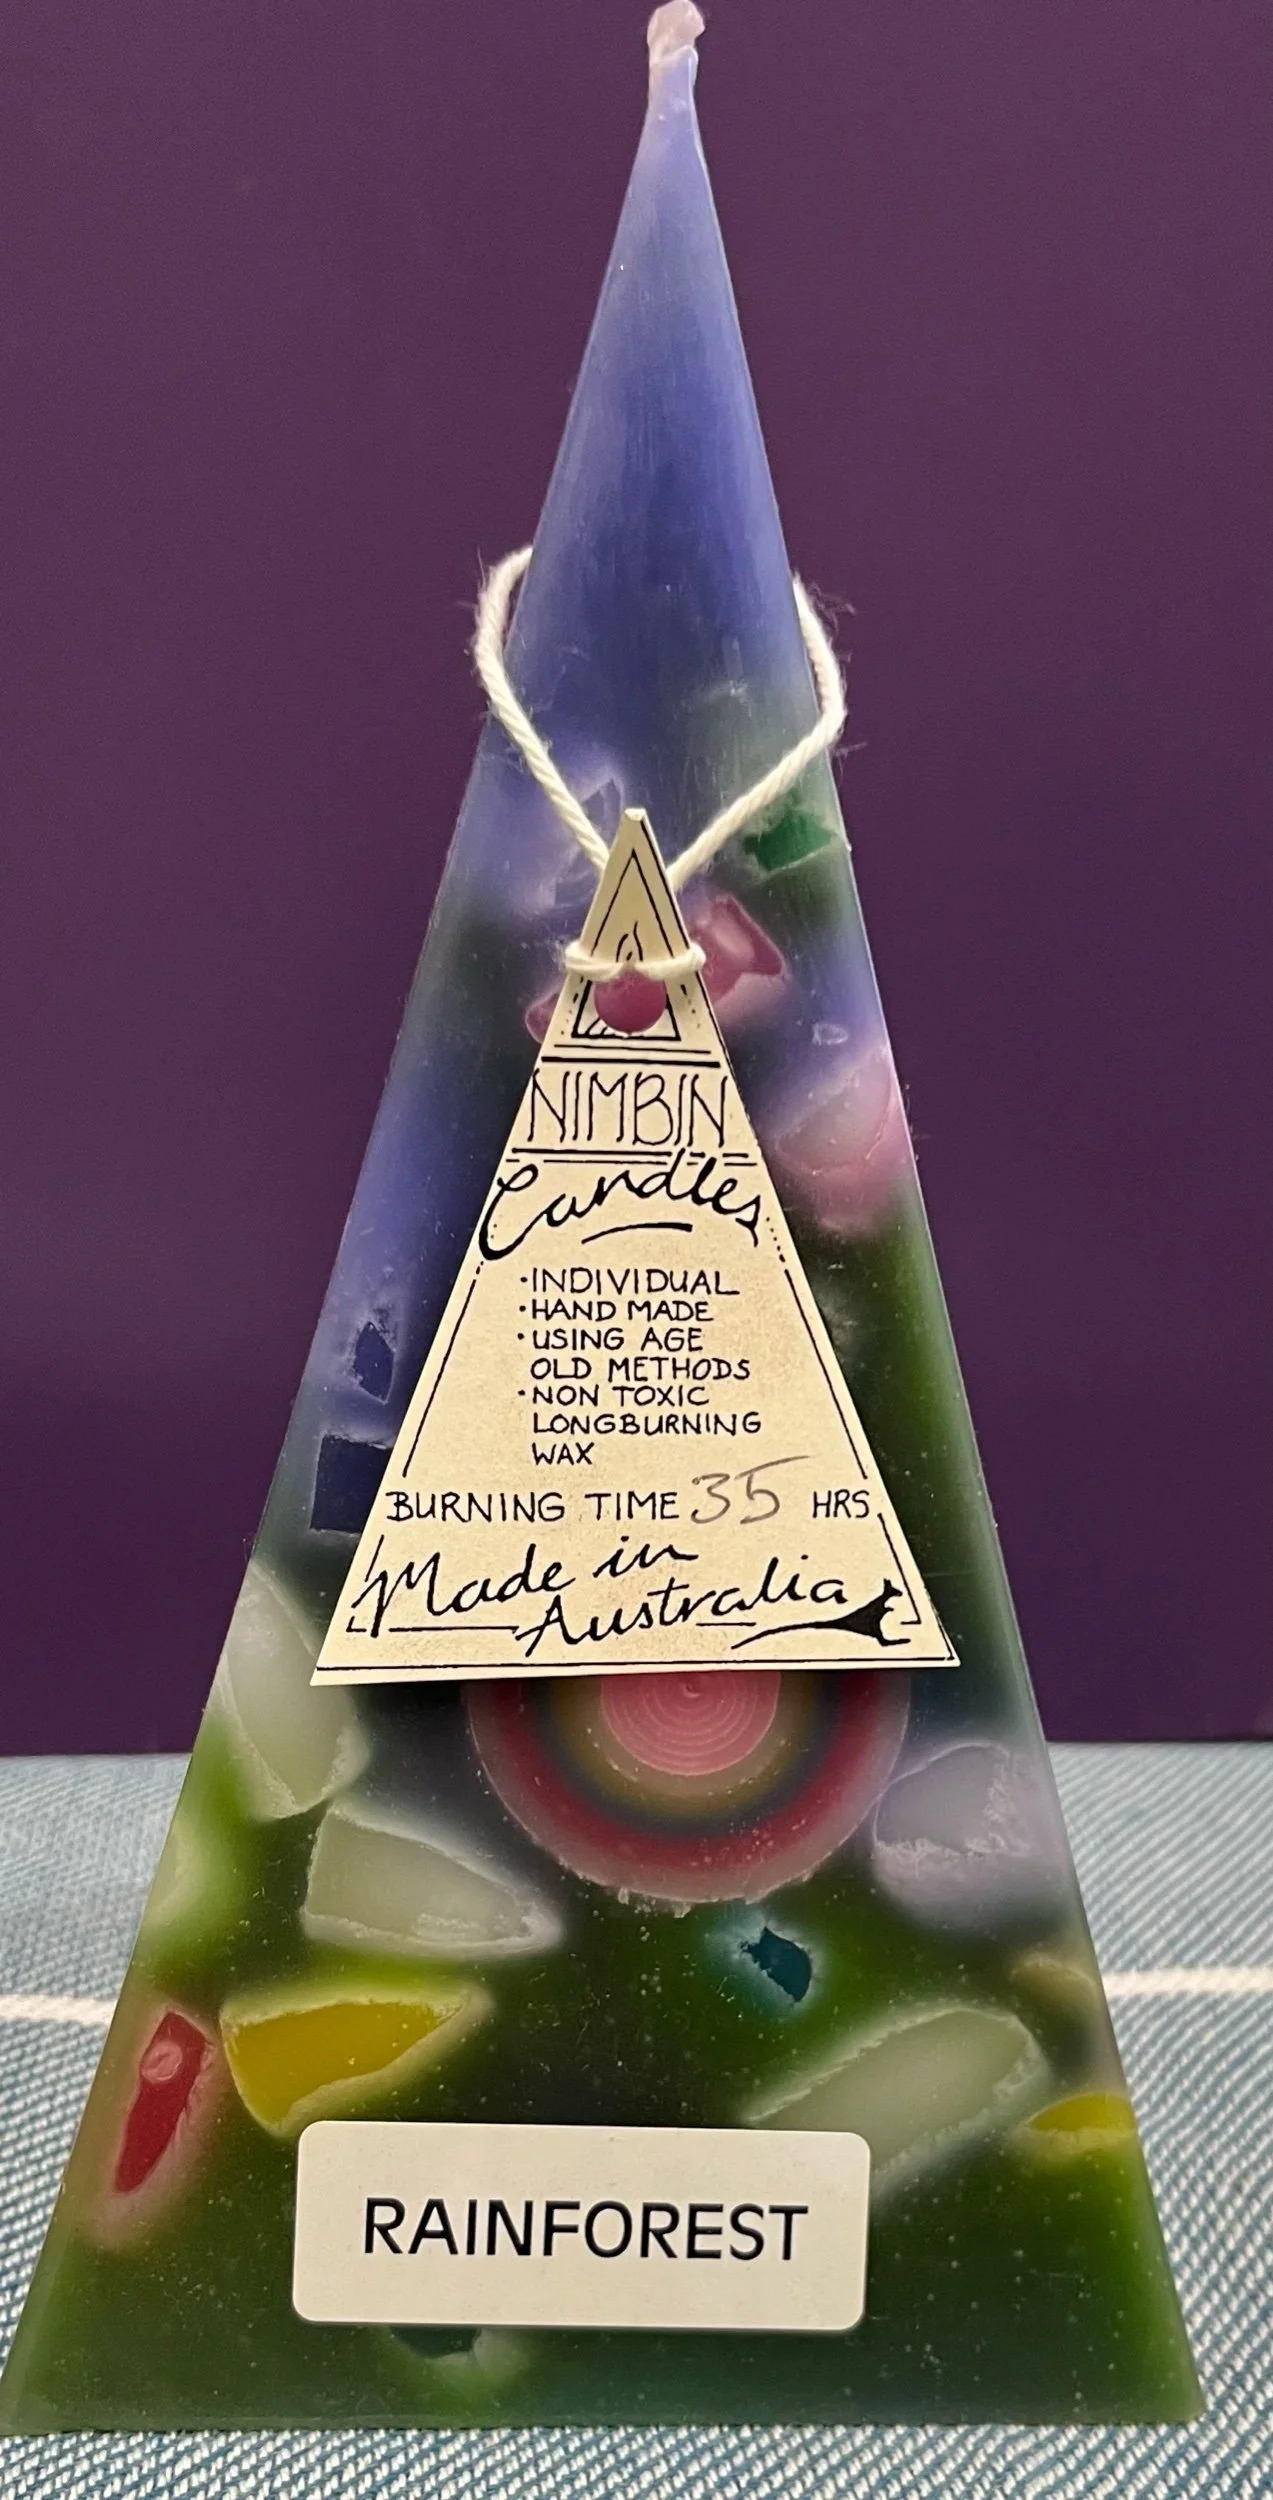 NIMBIN
Candles
·INDIVIDUAL
·HAND MADE
·USING AGE
OLD METHODS
·NON TOXIC
LONGBURNING
WAX
BURNING TIME 35 HRS
Made in
Australia
RAINFOREST